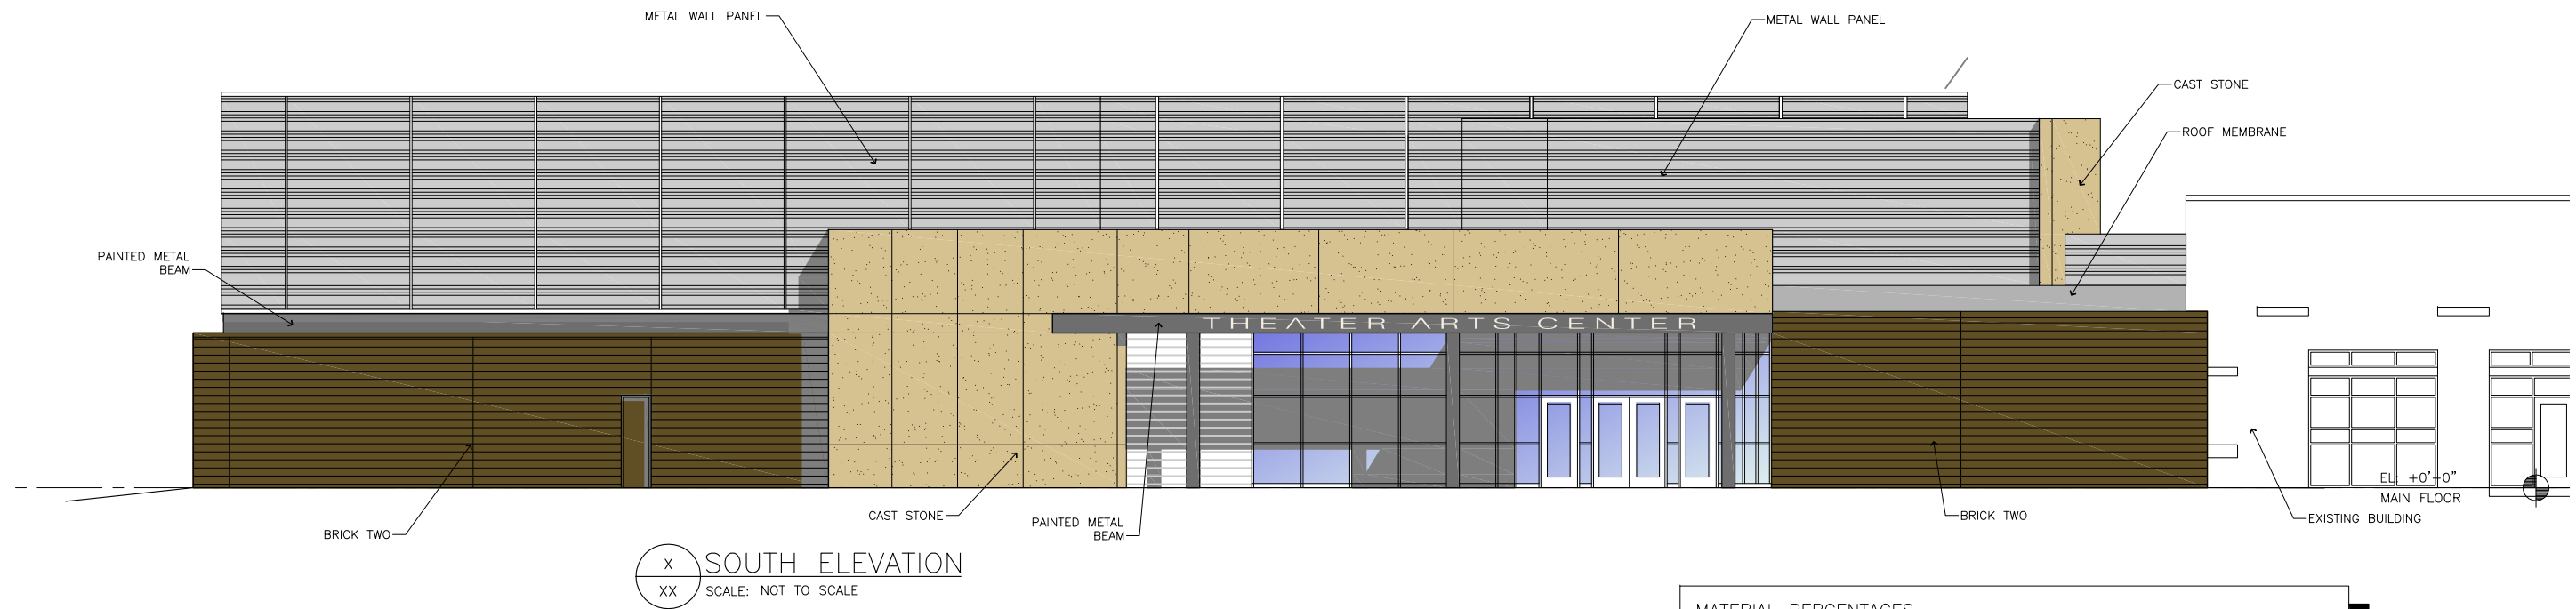 METAL WALL PANEL
METAL WALL PANEL
CAST STONE
ROOF MEMBRANE
PAINTED METAL
BEAM
THEATER ARTS CENTER
EL: +0'-0"
MAIN FLOOR
BRICK TWO
CAST STONE
PAINTED METAL
BEAM
BRICK TWO
EXISTING BUILDING
X
XX
SOUTH ELEVATION
SCALE: NOT TO SCALE
MATERIAL PERCENTAGES